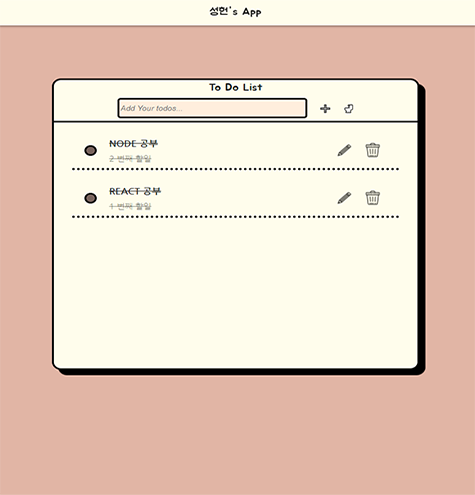 성헌's App
To Do List
Add Your todos...
NODE 공부
2 번째 할일
REACT 공부
1 번째 할일